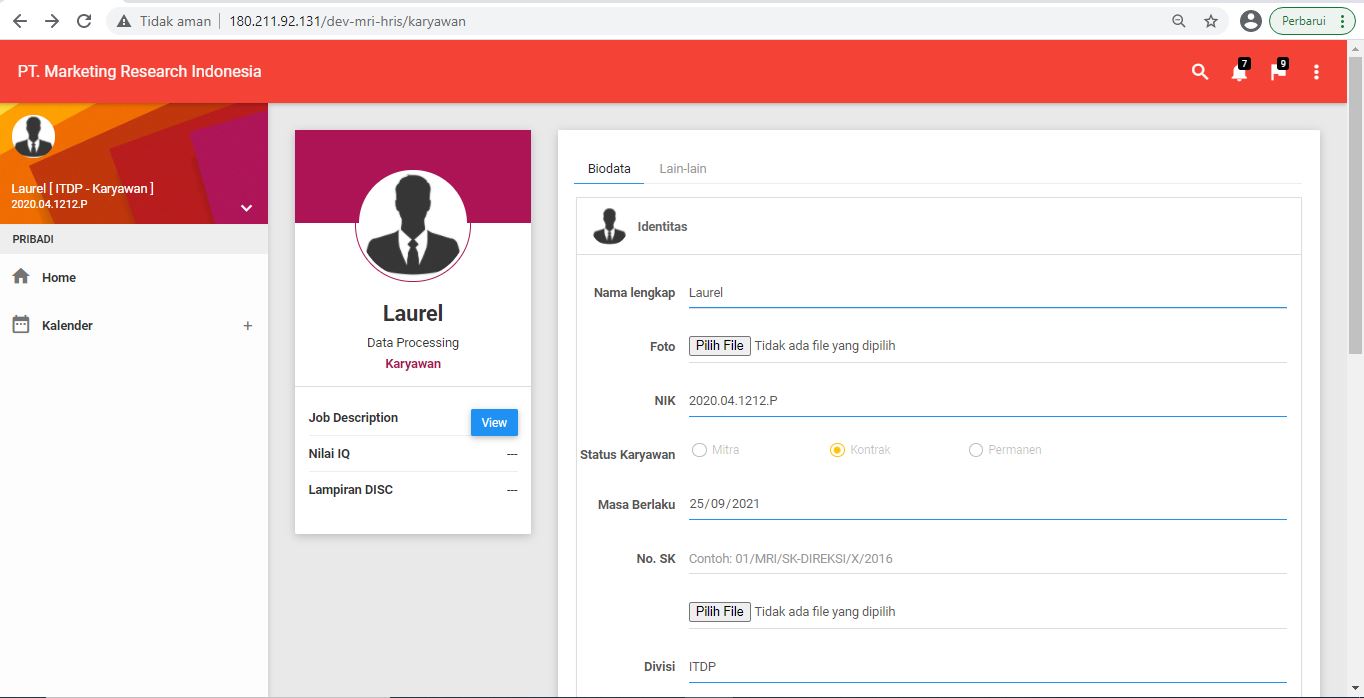 Tidak aman
180.211.92.131/dev-mri-hris/karyawan
Perbarui
PT. Marketing Research Indonesia
7
9
Laurel [ ITDP - Karyawan ]
2020.04.1212.P
PRIBADI
Home
Kalender +
Laurel
Data Processing
Karyawan
Job Description View
Nilai IQ ---
Lampiran DISC ---
Biodata Lain-lain
Identitas
Nama lengkap Laurel
Foto Pilih File Tidak ada file yang dipilih
NIK 2020.04.1212.P
Status Karyawan Mitra Kontrak Permanen
Masa Berlaku 25/09/2021
No. SK Contoh: 01/MRI/SK-DIREKSI/X/2016
Pilih File Tidak ada file yang dipilih
Divisi ITDP